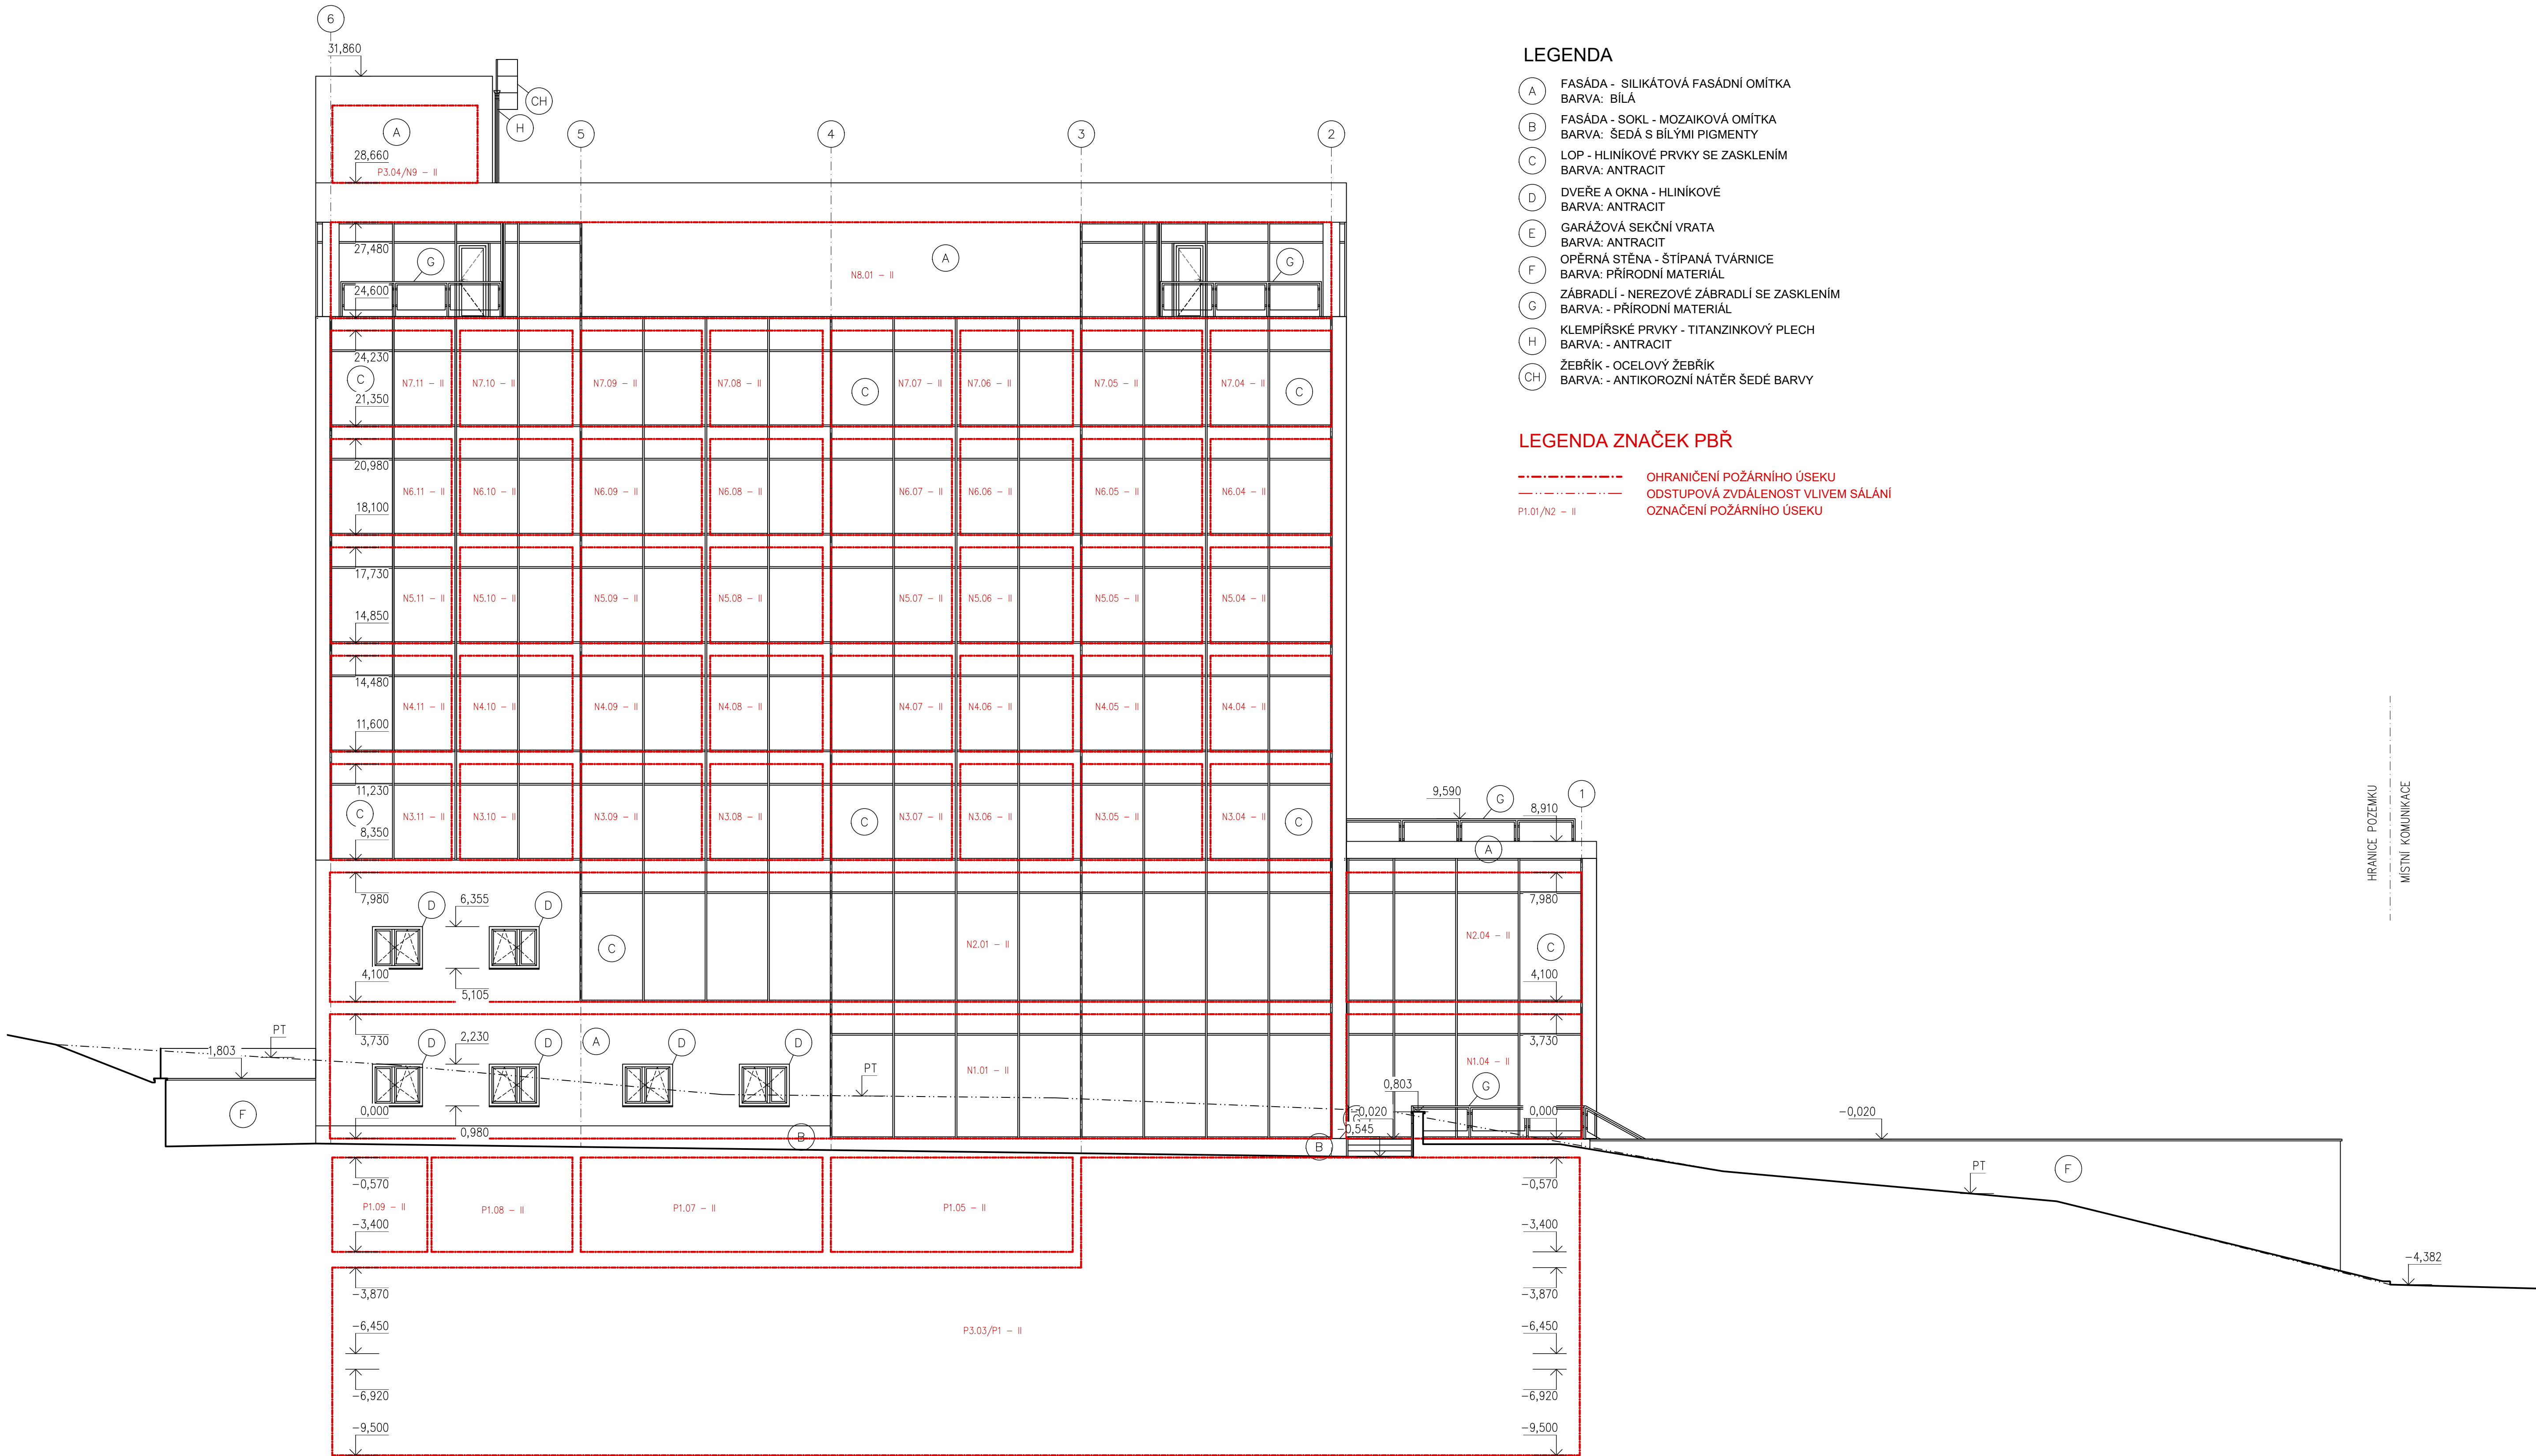 6
31,860
CH
H
A
5
4
3
2
28,660
P3.04/N9 – II
27,480
G
A
N8.01 – II
G
24,600
24,230
C
N7.11 – II
N7.10 – II
N7.09 – II
N7.08 – II
C
N7.07 – II
N7.06 – II
N7.05 – II
N7.04 – II
C
21,350
20,980
N6.11 – II
N6.10 – II
N6.09 – II
N6.08 – II
N6.07 – II
N6.06 – II
N6.05 – II
N6.04 – II
18,100
17,730
N5.11 – II
N5.10 – II
N5.09 – II
N5.08 – II
N5.07 – II
N5.06 – II
N5.05 – II
N5.04 – II
14,850
14,480
N4.11 – II
N4.10 – II
N4.09 – II
N4.08 – II
N4.07 – II
N4.06 – II
N4.05 – II
N4.04 – II
11,600
11,230
C
N3.11 – II
N3.10 – II
N3.09 – II
N3.08 – II
C
N3.07 – II
N3.06 – II
N3.05 – II
N3.04 – II
C
8,350
9,590
G
8,910
1
A
7,980
D
6,355
D
C
N2.01 – II
4,100
5,105
7,980
N2.04 – II
C
4,100
PT
1,803
F
3,730
D
2,230
D
A
D
D
PT
N1.01 – II
0,000
0,980
B
3,730
N1.04 – II
G
0,803
0,000
-0,020
-0,545
B
-0,020
PT
F
-4,382
-0,570
P1.09 – II
P1.08 – II
P1.07 – II
P1.05 – II
-0,570
-3,400
-3,400
-3,870
-3,870
-6,450
P3.03/P1 – II
-6,450
-6,920
-6,920
-9,500
-9,500
HRANICE POZEMKU
MÍSTNÍ KOMUNIKACE
LEGENDA
A
FASÁDA - SILIKÁTOVÁ FASÁDNÍ OMÍTKA
BARVA: BÍLÁ
B
FASÁDA - SOKL - MOZAIKOVÁ OMÍTKA
BARVA: ŠEDÁ S BÍLÝMI PIGMENTY
C
LOP - HLINÍKOVÉ PRVKY SE ZASKLENÍM
BARVA: ANTRACIT
D
DVEŘE A OKNA - HLINÍKOVÉ
BARVA: ANTRACIT
E
GARÁŽOVÁ SEKČNÍ VRATA
BARVA: ANTRACIT
F
OPĚRNÁ STĚNA - ŠTÍPANÁ TVÁRNICE
BARVA: PŘÍRODNÍ MATERIÁL
G
ZÁBRADLÍ - NEREZOVÉ ZÁBRADLÍ SE ZASKLENÍM
BARVA: - PŘÍRODNÍ MATERIÁL
H
KLEMPÍŘSKÉ PRVKY - TITANZINKOVÝ PLECH
BARVA: - ANTRACIT
CH
ŽEBŘÍK - OCELOVÝ ŽEBŘÍK
BARVA: - ANTIKOROZNÍ NÁTĚR ŠEDÉ BARVY
LEGENDA ZNAČEK PBŘ
OHRANIČENÍ POŽÁRNÍHO ÚSEKU
ODSTUPOVÁ ZVDÁLENOST VLIVEM SÁLÁNÍ
P1.01/N2 – II
OZNAČENÍ POŽÁRNÍHO ÚSEKU